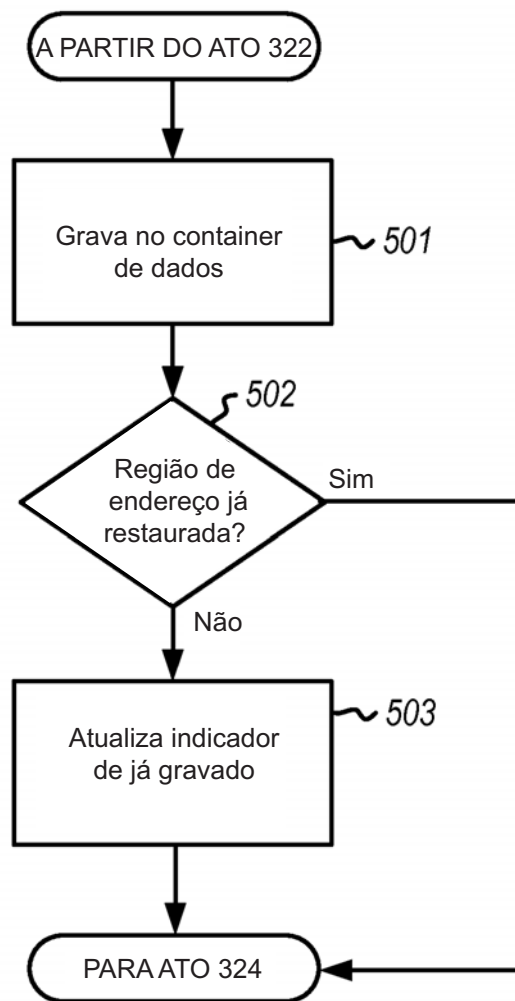 A PARTIR DO ATO 322
Grava no container
de dados
501
502
Região de
endereço já
restaurada?
Sim
Não
Atualiza indicador
de já gravado
503
PARA ATO 324